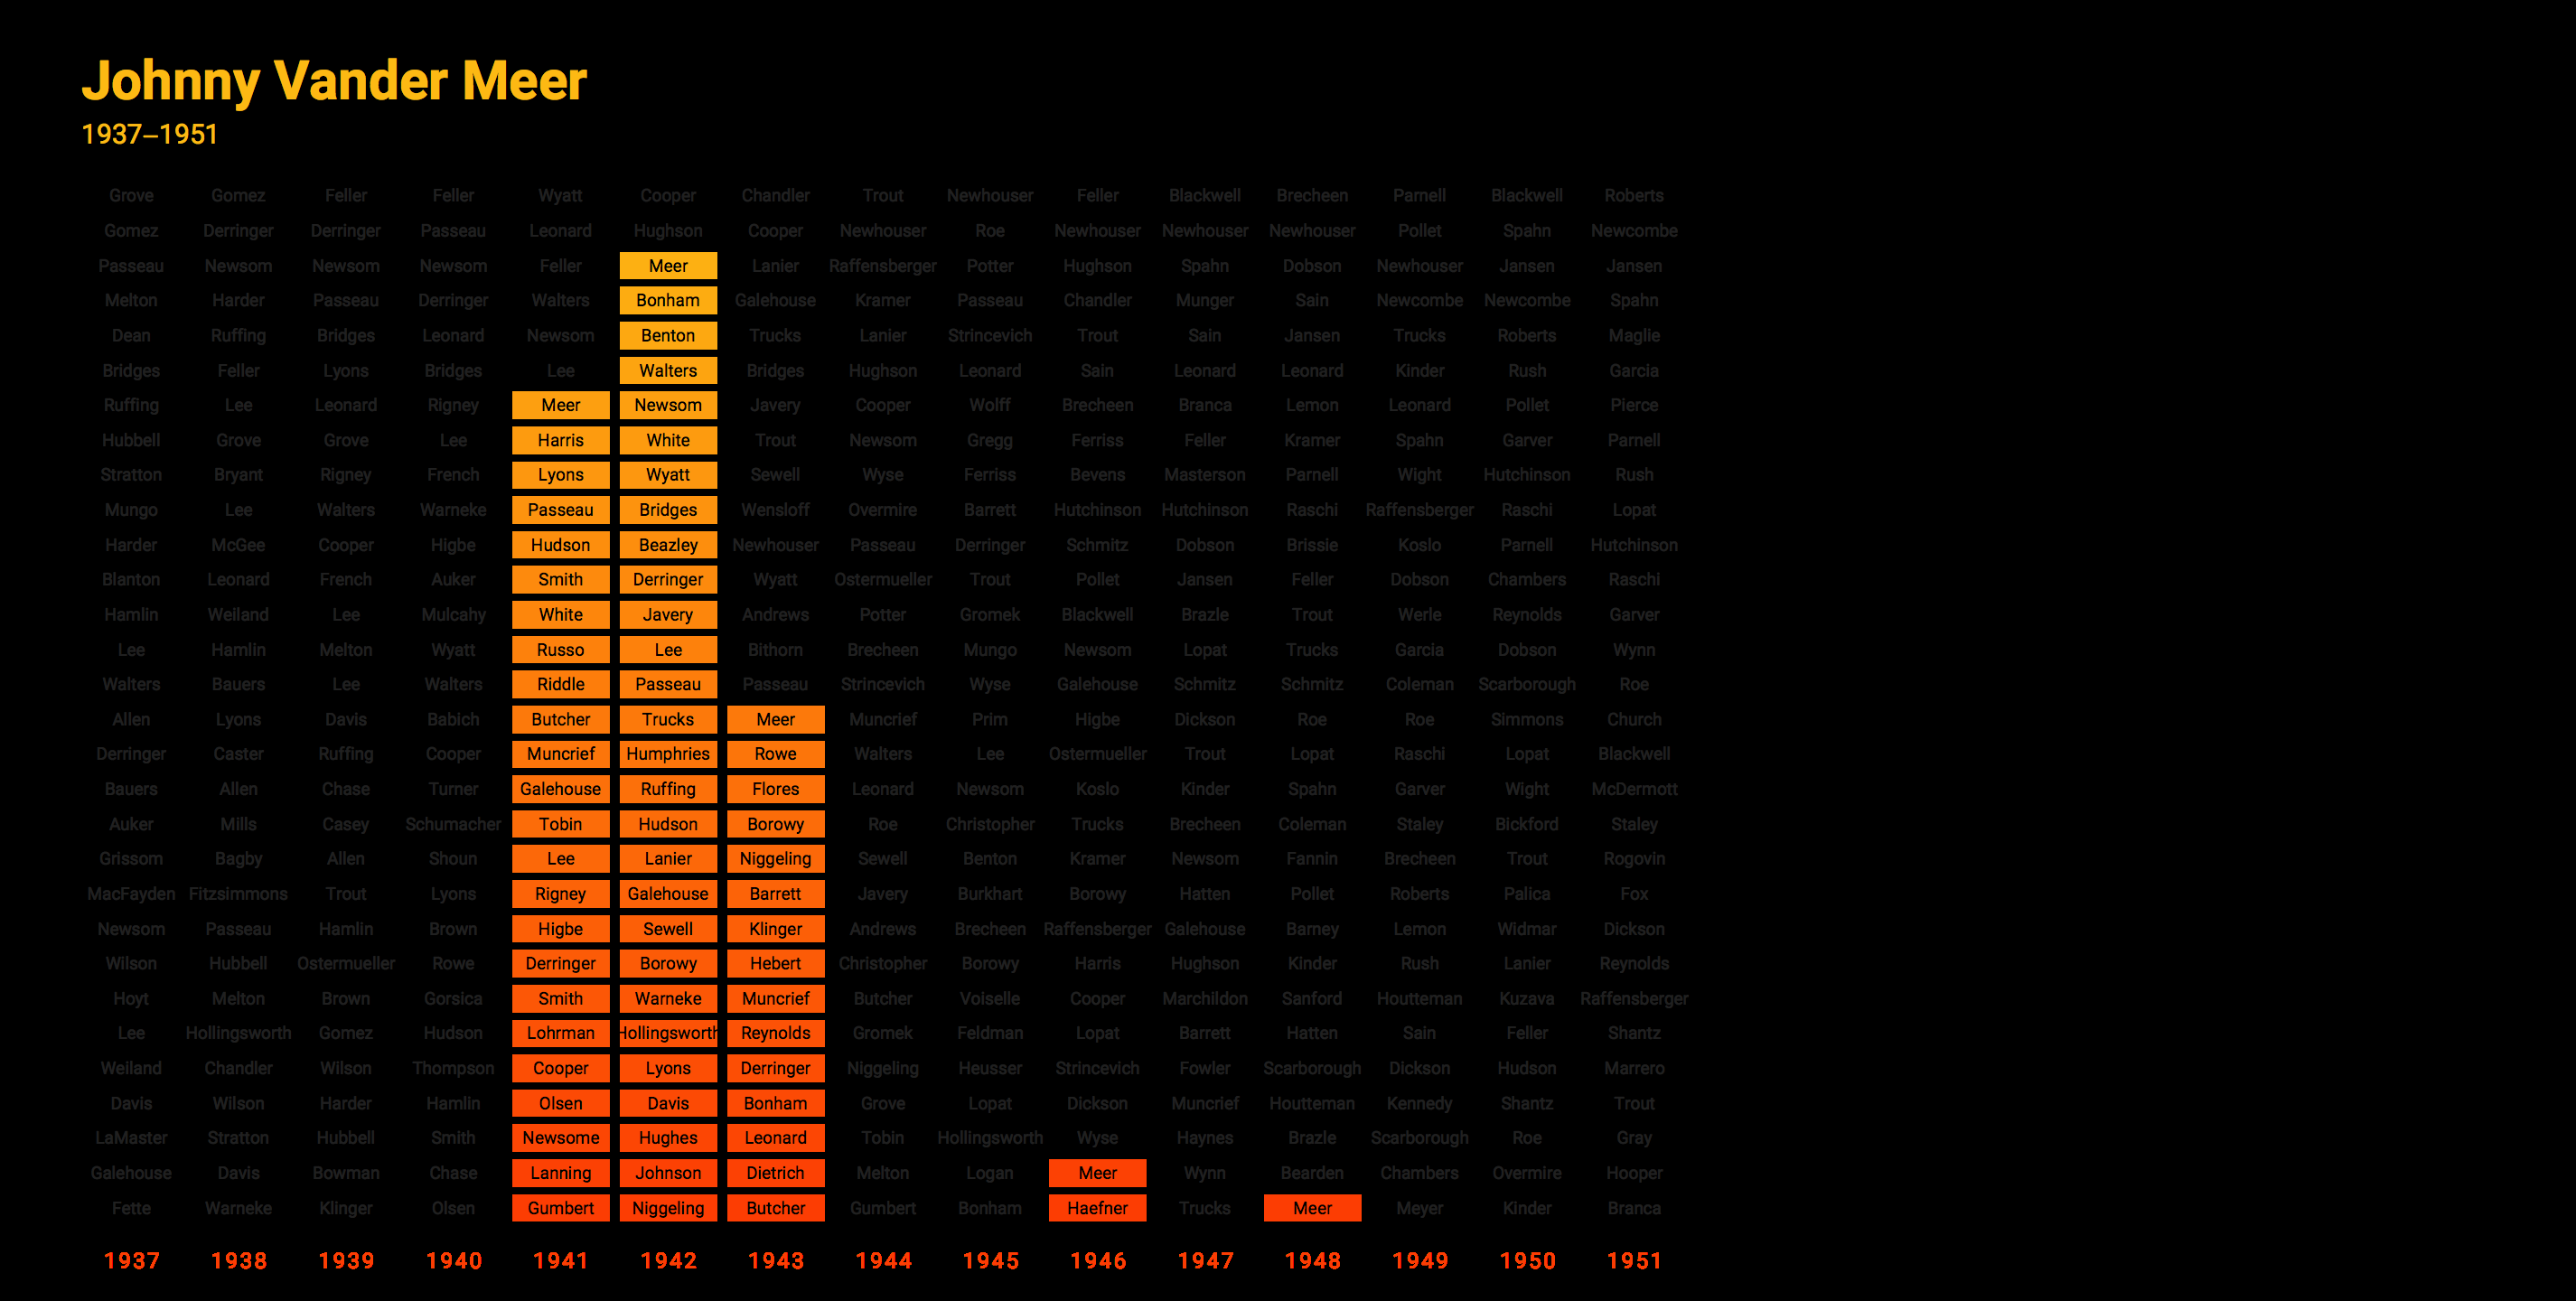 Johnny Vander Meer
1937–1951
Grove Gomez Feller Feller Wyatt Cooper Chandler Trout Newhouser Feller Blackwell Brecheen Parnell Blackwell Roberts
Gomez Derringer Derringer Passeau Leonard Hughson Cooper Newhouser Roe Newhouser Newhouser Newhouser Pollet Spahn Newcombe
Passeau Newsom Newsom Newsom Feller Meer Lanier Raffensberger Potter Hughson Spahn Dobson Newhouser Jansen Jansen
Melton Harder Passeau Derringer Walters Bonham Galehouse Kramer Passeau Chandler Munger Sain Newcombe Newcombe Spahn
Dean Ruffing Bridges Leonard Newsom Benton Trucks Lanier Strincevich Trout Sain Jansen Trucks Roberts Maglie
Bridges Feller Lyons Bridges Lee Walters Bridges Hughson Leonard Sain Leonard Leonard Kinder Rush Garcia
Ruffing Lee Leonard Rigney Meer Newsom Javery Cooper Wolff Brecheen Branca Lemon Leonard Pollet Pierce
Hubbell Grove Grove Lee Harris White Trout Newsom Gregg Ferriss Feller Kramer Spahn Garver Parnell
Stratton Bryant Rigney French Lyons Wyatt Sewell Wyse Ferriss Bevens Masterson Parnell Wight Hutchinson Rush
Mungo Lee Walters Warneke Passeau Bridges Wensloff Overmire Barrett Hutchinson Hutchinson Raschi Raffensberger Raschi Lopat
Harder McGee Cooper Higbe Hudson Beazley Newhouser Passeau Derringer Schmitz Dobson Brissie Koslo Parnell Hutchinson
Blanton Leonard French Auker Smith Derringer Wyatt Ostermueller Trout Pollet Jansen Feller Dobson Chambers Raschi
Hamlin Weiland Lee Mulcahy White Javery Andrews Potter Gromek Blackwell Brazle Trout Werle Reynolds Garver
Lee Hamlin Melton Wyatt Russo Lee Bithorn Brecheen Mungo Newsom Lopat Trucks Garcia Dobson Wynn
Walters Bauers Lee Walters Riddle Passeau Passeau Strincevich Wyse Galehouse Schmitz Schmitz Coleman Scarborough Roe
Allen Lyons Davis Babich Butcher Trucks Meer Muncrief Prim Higbe Dickson Roe Roe Simmons Church
Derringer Caster Ruffing Cooper Muncrief Humphries Rowe Walters Lee Ostermueller Trout Lopat Raschi Lopat Blackwell
Bauers Allen Chase Turner Galehouse Ruffing Flores Leonard Newsom Koslo Kinder Spahn Garver Wight McDermott
Auker Mills Casey Schumacher Tobin Hudson Borowy Roe Christopher Trucks Brecheen Coleman Staley Bickford Staley
Grissom Bagby Allen Shoun Lee Lanier Niggeling Sewell Benton Kramer Newsom Fannin Brecheen Trout Rogovin
MacFayden Fitzsimmons Trout Lyons Rigney Galehouse Barrett Javery Burkhart Borowy Hatten Pollet Roberts Palica Fox
Newsom Passeau Hamlin Brown Higbe Sewell Klinger Andrews Brecheen Raffensberger Galehouse Barney Lemon Widmar Dickson
Wilson Hubbell Ostermueller Rowe Derringer Borowy Hebert Christopher Borowy Harris Hughson Kinder Rush Lanier Reynolds
Hoyt Melton Brown Gorsica Smith Warneke Muncrief Butcher Voiselle Cooper Marchildon Sanford Houtteman Kuzava Raffensberger
Lee Hollingsworth Gomez Hudson Lohrman Hollingsworth Reynolds Gromek Feldman Lopat Barrett Hatten Sain Feller Shantz
Weiland Chandler Wilson Thompson Cooper Lyons Derringer Niggeling Heusser Strincevich Fowler Scarborough Dickson Hudson Marrero
Davis Wilson Harder Hamlin Olsen Davis Bonham Grove Lopat Dickson Muncrief Houtteman Kennedy Shantz Trout
LaMaster Stratton Hubbell Smith Newsome Hughes Leonard Tobin Hollingsworth Wyse Haynes Brazle Scarborough Roe Gray
Galehouse Davis Bowman Chase Lanning Johnson Dietrich Melton Logan Meer Wynn Bearden Chambers Overmire Hooper
Fette Warneke Klinger Olsen Gumbert Niggeling Butcher Gumbert Bonham Haefner Trucks Meer Meyer Kinder Branca
1937 1938 1939 1940 1941 1942 1943 1944 1945 1946 1947 1948 1949 1950 1951